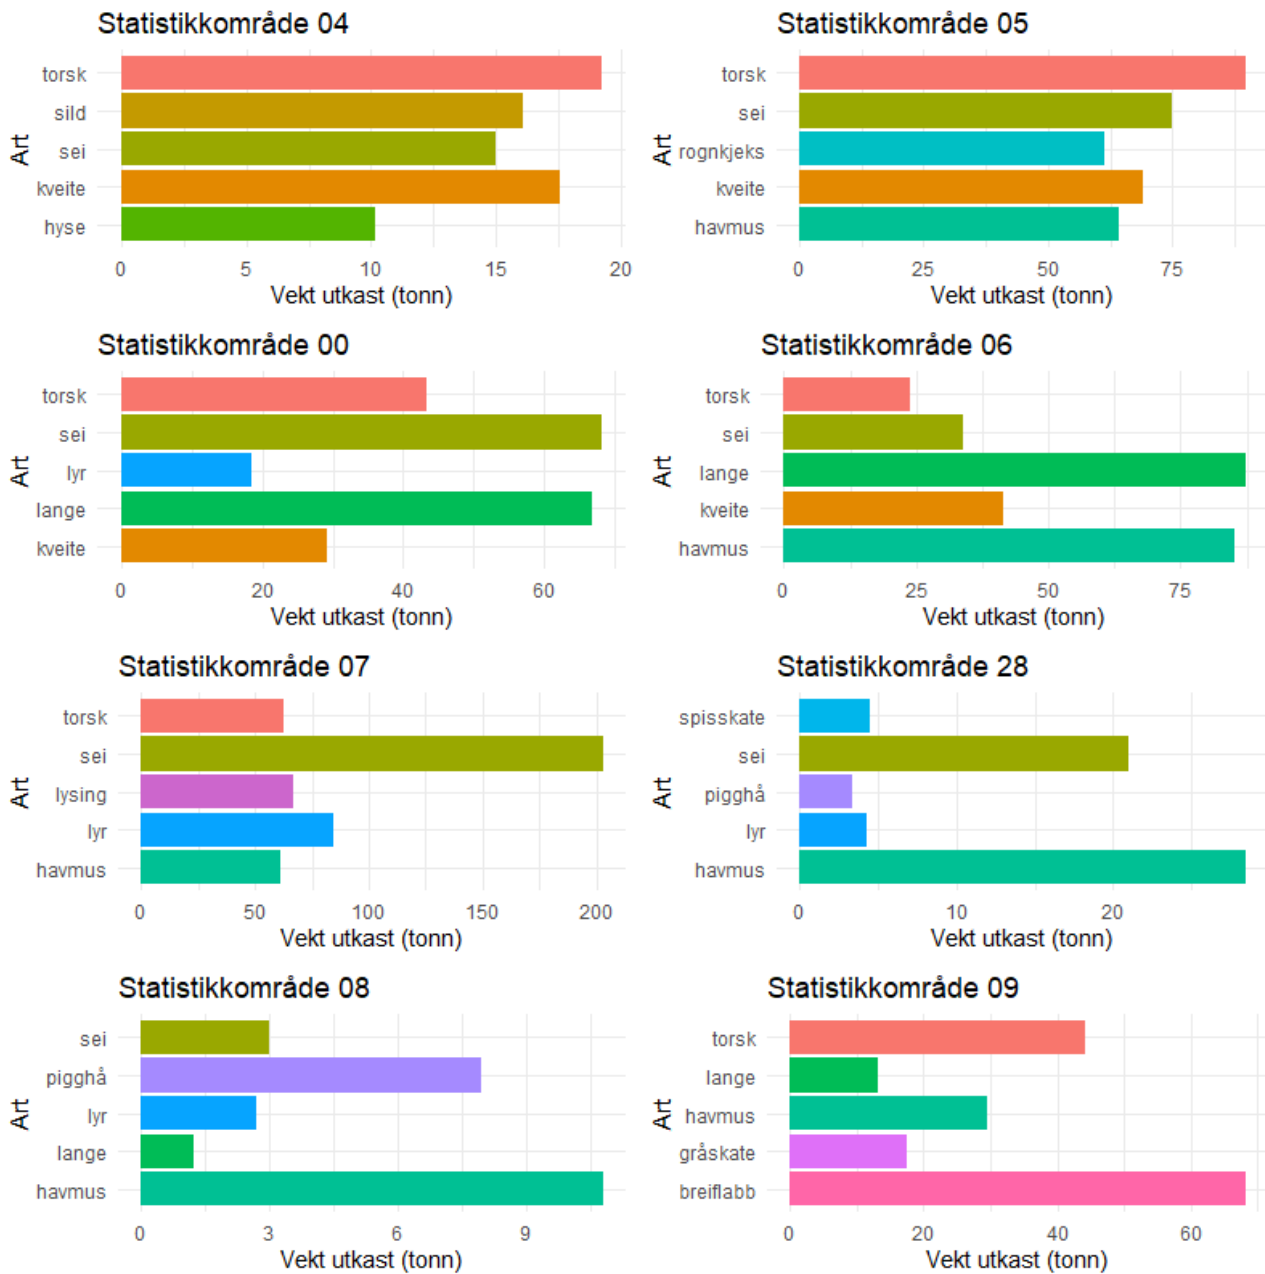 Statistikkområde 04
Art
torsk
sild
sei
kveite
hyse
0 5 10 15 20
Vekt utkast (tonn)
Statistikkområde 05
Art
torsk
sei
rognkjeks
kveite
havmus
0 25 50 75
Vekt utkast (tonn)
Statistikkområde 00
Art
torsk
sei
lyr
lange
kveite
0 20 40 60
Vekt utkast (tonn)
Statistikkområde 06
Art
torsk
sei
lange
kveite
havmus
0 25 50 75
Vekt utkast (tonn)
Statistikkområde 07
Art
torsk
sei
lysing
lyr
havmus
0 50 100 150 200
Vekt utkast (tonn)
Statistikkområde 28
Art
spisskate
sei
pigghå
lyr
havmus
0 10 20
Vekt utkast (tonn)
Statistikkområde 08
Art
sei
pigghå
lyr
lange
havmus
0 3 6 9
Vekt utkast (tonn)
Statistikkområde 09
Art
torsk
lange
havmus
gråskate
breiflabb
0 20 40 60
Vekt utkast (tonn)